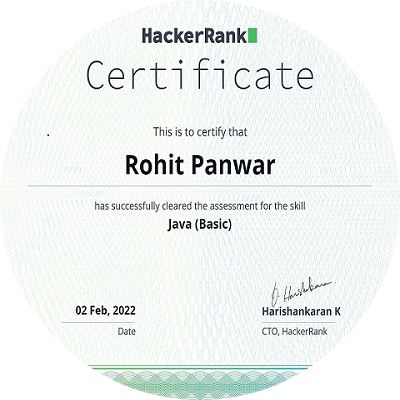 HackerRank
Certificate
This is to certify that
Rohit Panwar
has successfully cleared the assessment for the skill
Java (Basic)
02 Feb, 2022
Date
Harishankaran
Harishankaran K
CTO, HackerRank